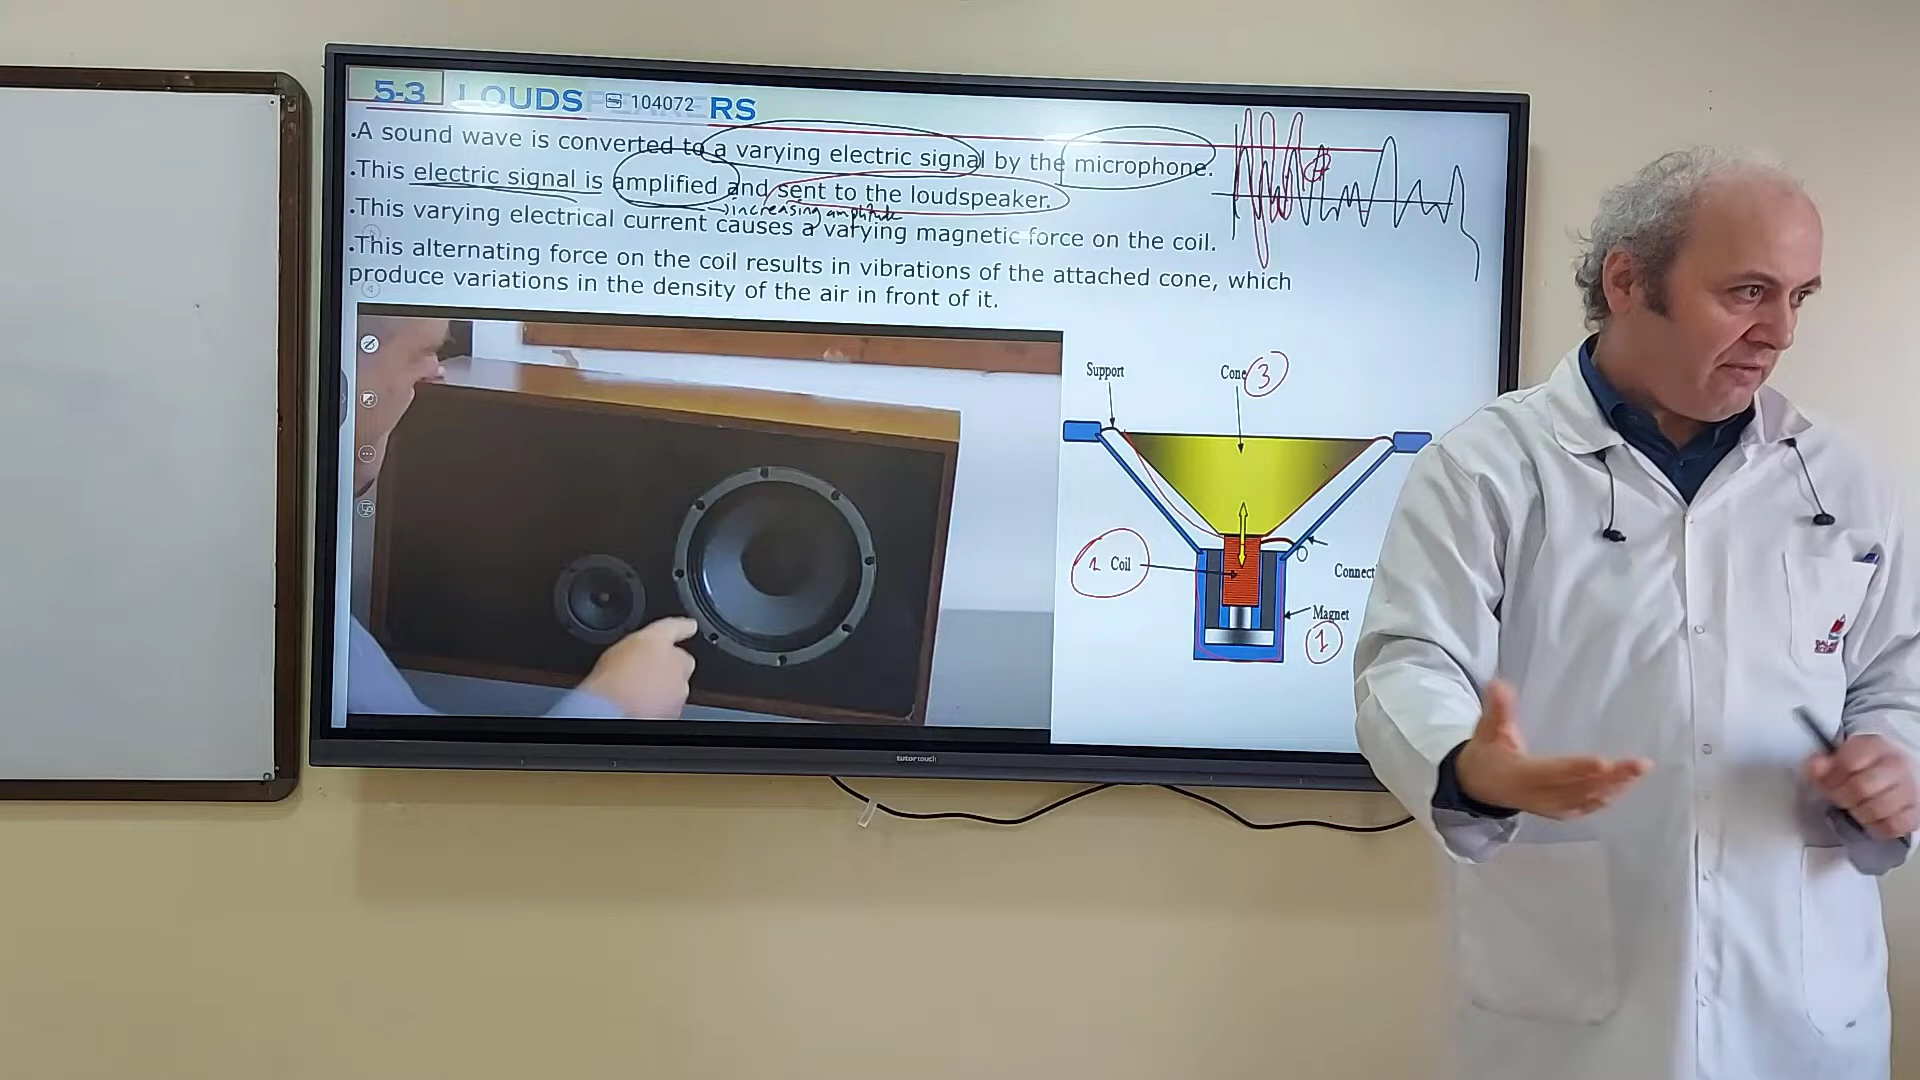 5-3 LOUDSPEAKERS
104072
.A sound wave is converted to a varying electric signal by the microphone.
.This electric signal is amplified and sent to the loudspeaker.
increasing amplitude
.This varying electrical current causes a varying magnetic force on the coil.
.This alternating force on the coil results in vibrations of the attached cone, which
produce variations in the density of the air in front of it.
Support
Cone 3
1 Coil
Connect
Magnet
1
tutor touch